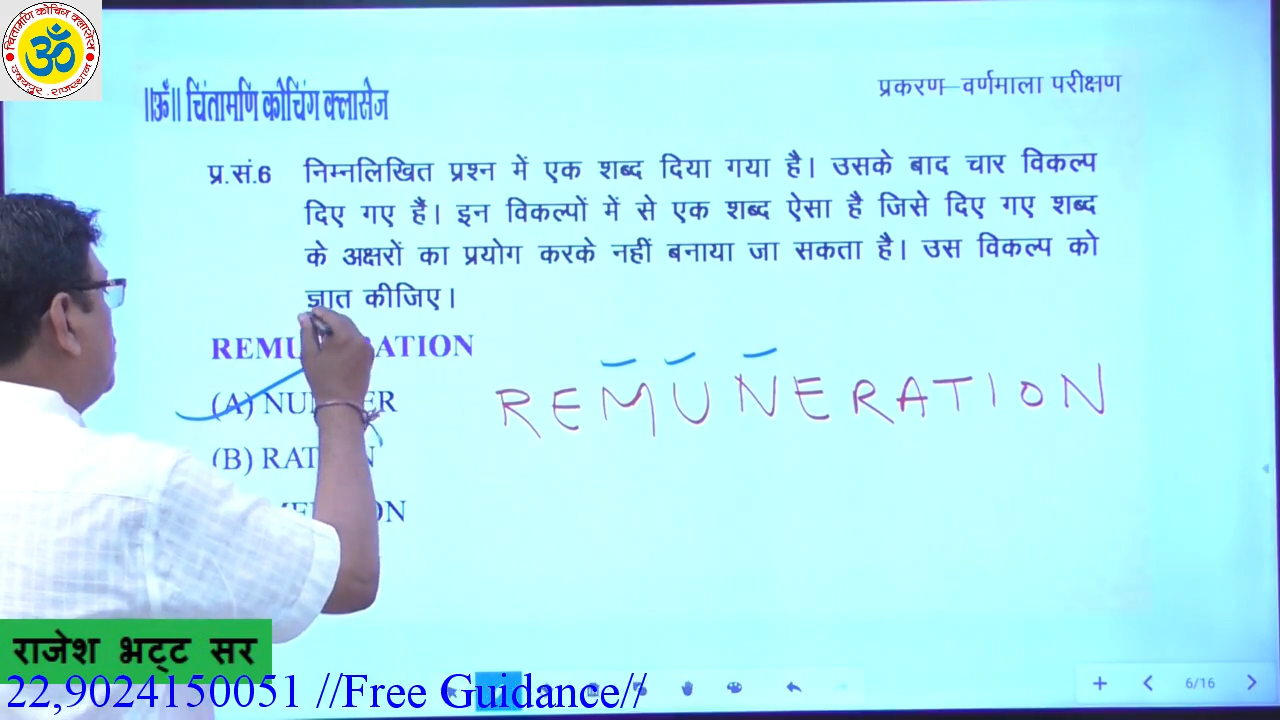 चिंतामणि कोचिंग क्लासेस
ॐ
उदयपुर . राजस्थान
॥ॐ॥ चिंतामणि कोचिंग क्लासेज
प्रकरण–वर्णमाला परीक्षण
प्र.सं.6 निम्नलिखित प्रश्न में एक शब्द दिया गया है। उसके बाद चार विकल्प
दिए गए हैं। इन विकल्पों में से एक शब्द ऐसा है जिसे दिए गए शब्द
के अक्षरों का प्रयोग करके नहीं बनाया जा सकता है। उस विकल्प को
ज्ञात कीजिए।
REMU ATION
REMUNERATION
(A) NU ER
(B) RAT N
ON
राजेश भट्ट सर
22,9024150051 //Free Guidance//
6/16